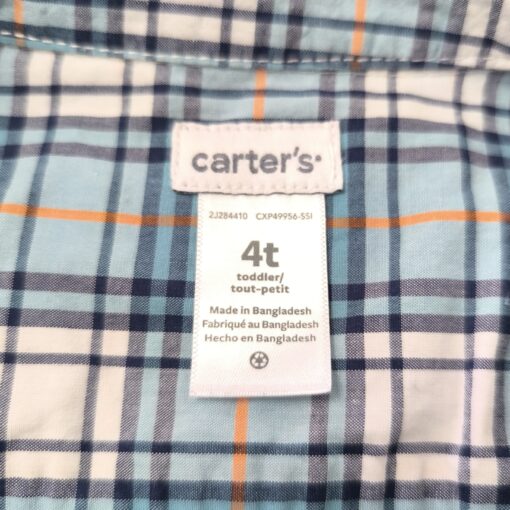 carter's
2J284410 CXP49956-SSI
4t
toddler/
tout-petit
Made in Bangladesh
Fabriqué au Bangladesh
Hecho en Bangladesh